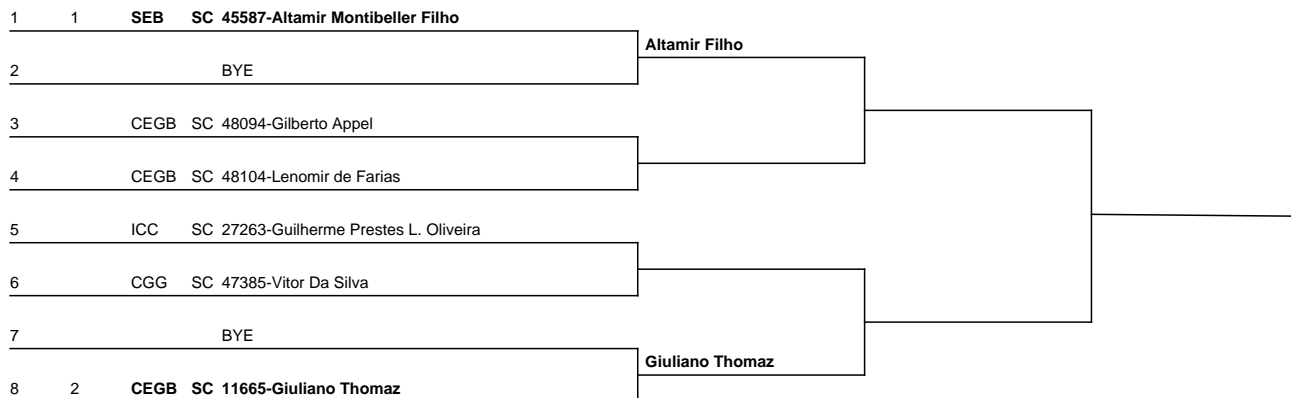 1 1 SEB SC 45587-Altamir Montibeller Filho
Altamir Filho
2 BYE
3 CEGB SC 48094-Gilberto Appel
4 CEGB SC 48104-Lenomir de Farias
5 ICC SC 27263-Guilherme Prestes L. Oliveira
6 CGG SC 47385-Vitor Da Silva
7 BYE
Giuliano Thomaz
8 2 CEGB SC 11665-Giuliano Thomaz